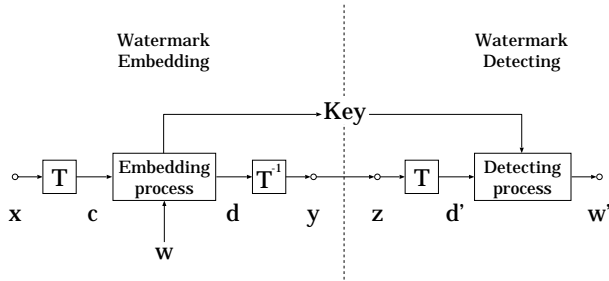 Watermark
Embedding
Watermark
Detecting
Key
T
Embedding
process
T-1
T
Detecting
process
x
c
d
y
z
d'
w'
w